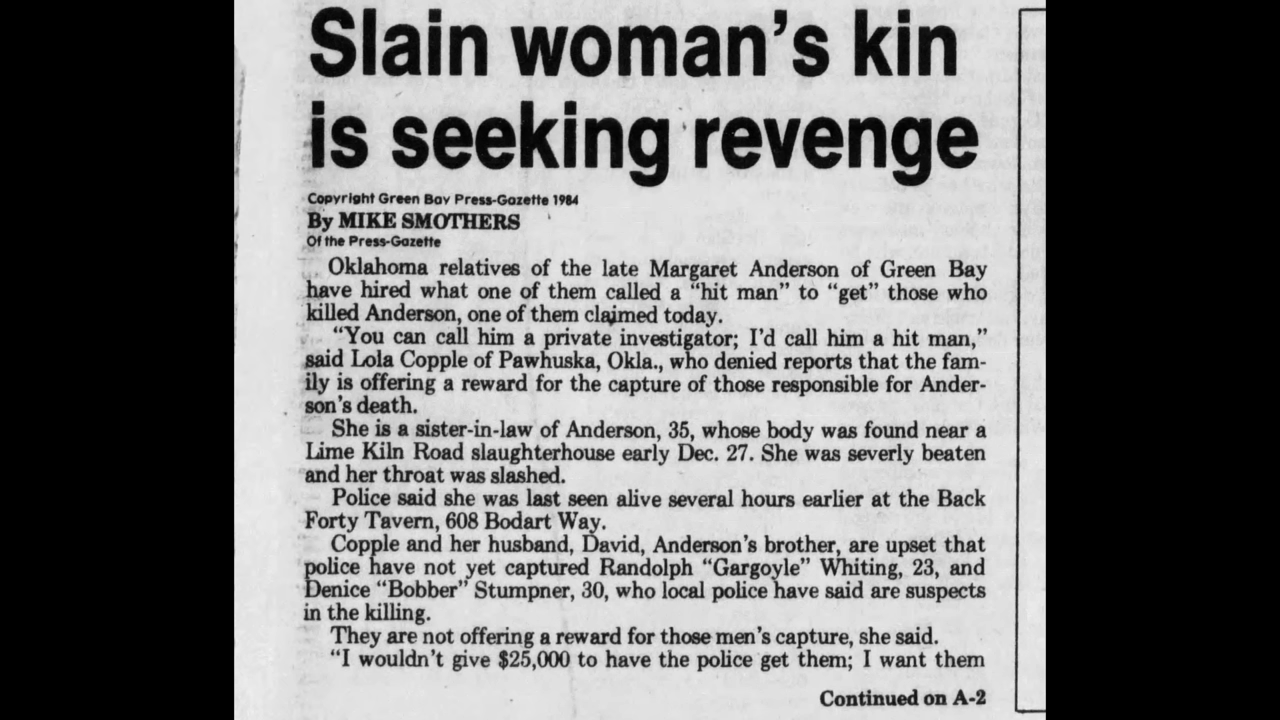 Slain woman's kin
is seeking revenge
Copyright Green Bay Press-Gazette 1984
By MIKE SMOTHERS
Of the Press-Gazette
Oklahoma relatives of the late Margaret Anderson of Green Bay
have hired what one of them called a "hit man" to "get" those who
killed Anderson, one of them claimed today.
"You can call him a private investigator; I'd call him a hit man,"
said Lola Copple of Pawhuska, Okla., who denied reports that the fam-
ily is offering a reward for the capture of those responsible for Ander-
son's death.
She is a sister-in-law of Anderson, 35, whose body was found near a
Lime Kiln Road slaughterhouse early Dec. 27. She was severly beaten
and her throat was slashed.
Police said she was last seen alive several hours earlier at the Back
Forty Tavern, 608 Bodart Way.
Copple and her husband, David, Anderson's brother, are upset that
police have not yet captured Randolph "Gargoyle" Whiting, 23, and
Denice "Bobber" Stumpner, 30, who local police have said are suspects
in the killing.
They are not offering a reward for those men's capture, she said.
"I wouldn't give $25,000 to have the police get them; I want them
Continued on A-2